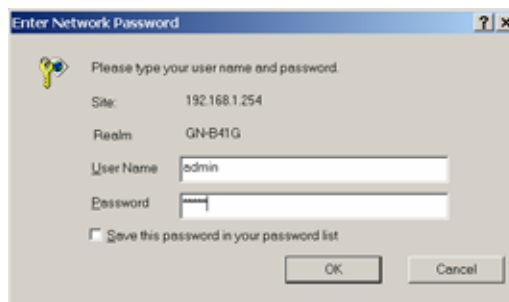 Enter Network Password
Please type your user name and password.
Site: 192.168.1.254
Realm GN-B41G
User Name admin
Password *****
Save this password in your password list
OK Cancel